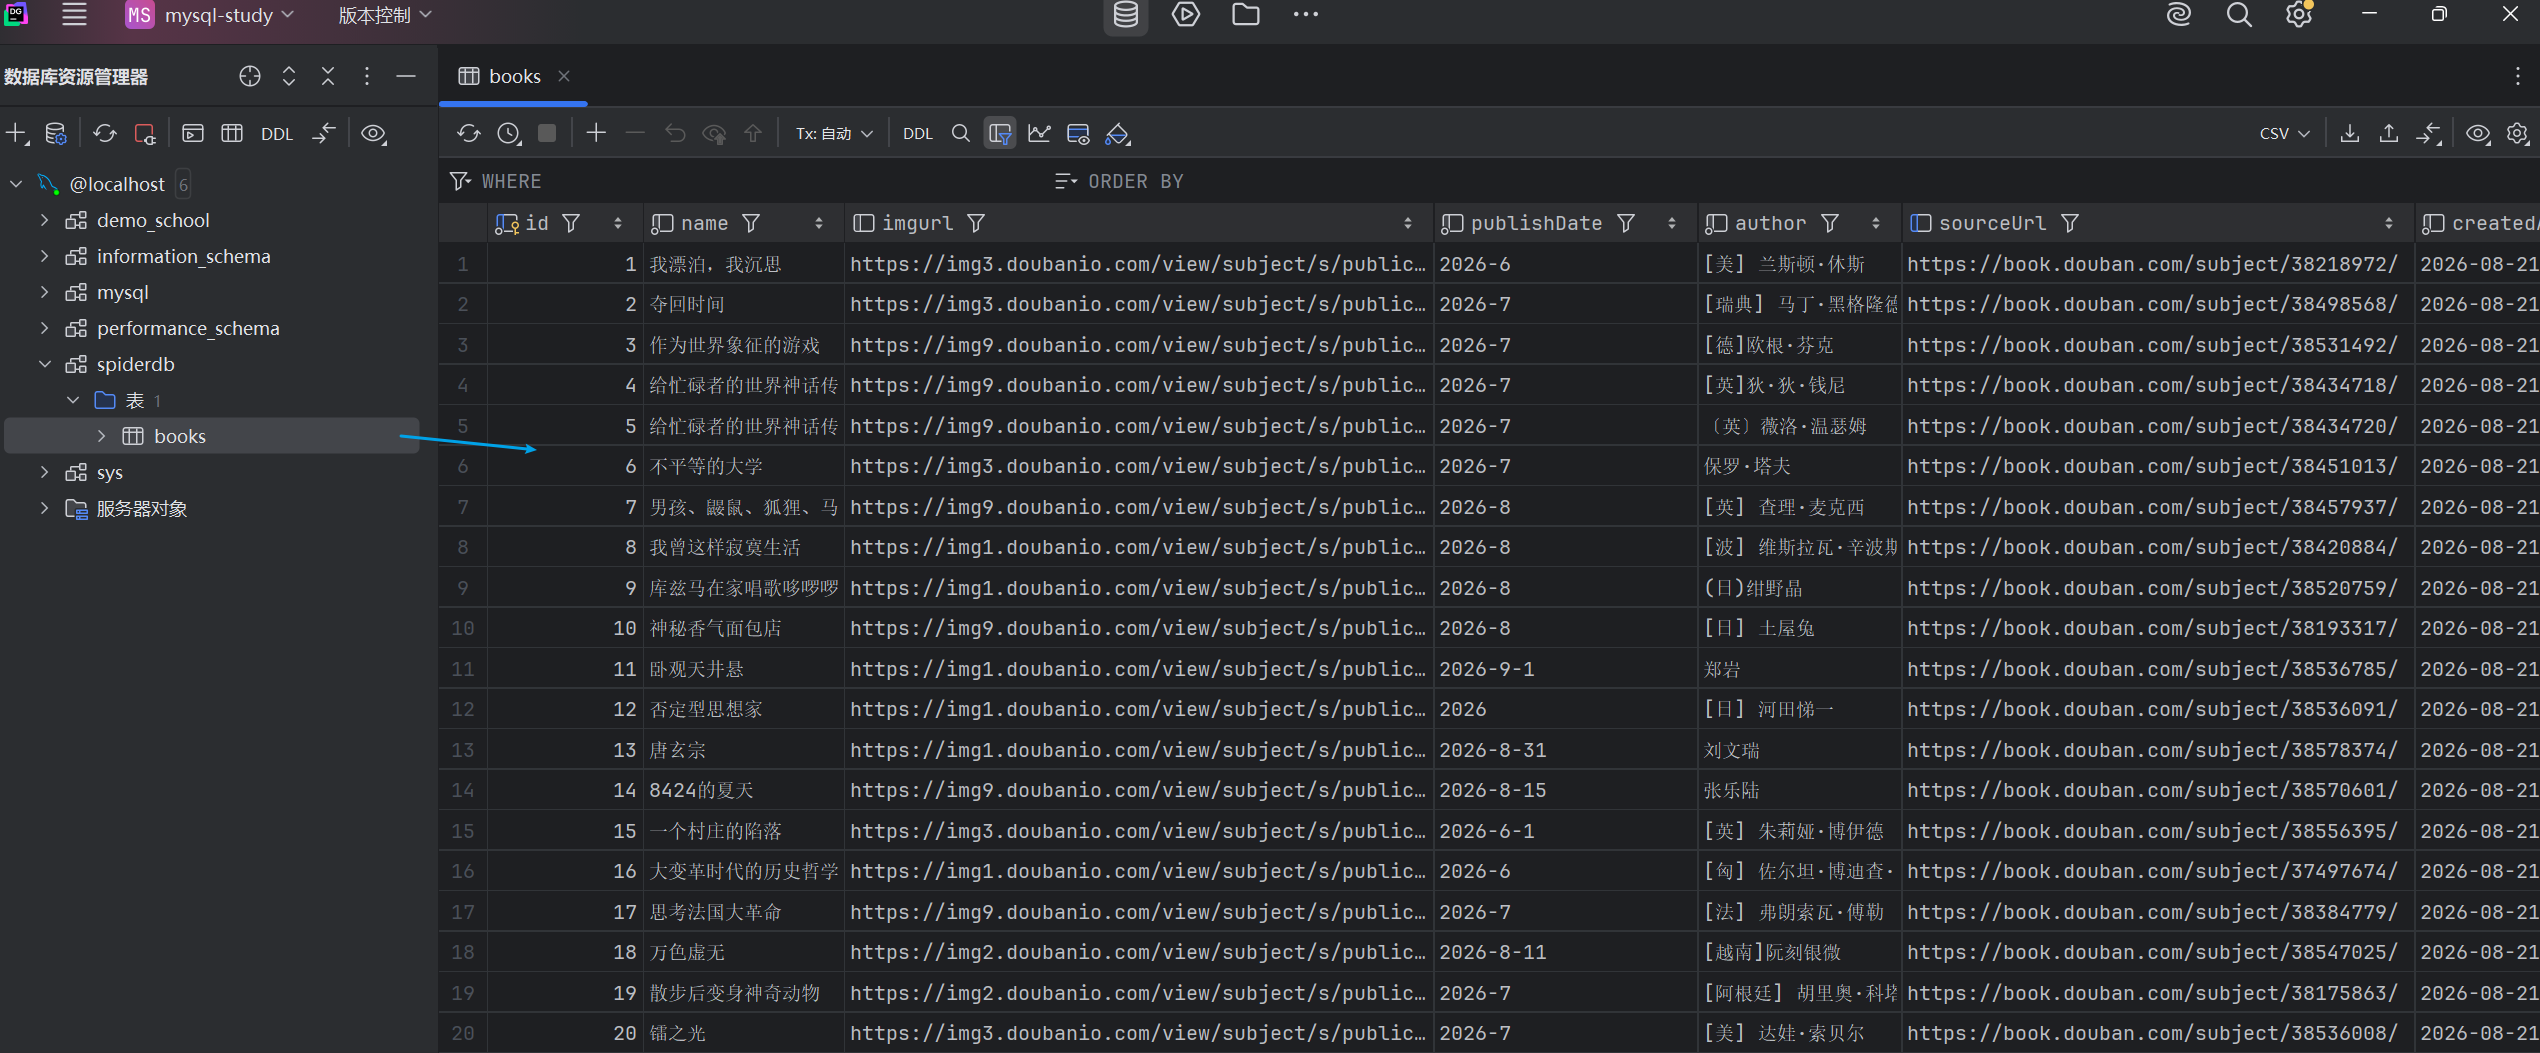 DG MS mysql-study 版本控制
数据库资源管理器
books
DDL
Tx: 自动 DDL CSV
@localhost 6
demo_school
information_schema
mysql
performance_schema
spiderdb
表 1
books
sys
服务器对象
WHERE ORDER BY
id name imgurl publishDate author sourceUrl created
1 1 我漂泊，我沉思 https://img3.doubanio.com/view/subject/s/public… 2026-6 [美] 兰斯顿·休斯 https://book.douban.com/subject/38218972/ 2026-08-21
2 2 夺回时间 https://img3.doubanio.com/view/subject/s/public… 2026-7 [瑞典] 马丁·黑格隆德 https://book.douban.com/subject/38498568/ 2026-08-21
3 3 作为世界象征的游戏 https://img9.doubanio.com/view/subject/s/public… 2026-7 [德]欧根·芬克 https://book.douban.com/subject/38531492/ 2026-08-21
4 4 给忙碌者的世界神话传 https://img9.doubanio.com/view/subject/s/public… 2026-7 [英]狄·狄·钱尼 https://book.douban.com/subject/38434718/ 2026-08-21
5 5 给忙碌者的世界神话传 https://img9.doubanio.com/view/subject/s/public… 2026-7 〔英〕薇洛·温瑟姆 https://book.douban.com/subject/38434720/ 2026-08-21
6 6 不平等的大学 https://img3.doubanio.com/view/subject/s/public… 2026-7 保罗·塔夫 https://book.douban.com/subject/38451013/ 2026-08-21
7 7 男孩、鼹鼠、狐狸、马 https://img9.doubanio.com/view/subject/s/public… 2026-8 [英] 查理·麦克西 https://book.douban.com/subject/38457937/ 2026-08-21
8 8 我曾这样寂寞生活 https://img1.doubanio.com/view/subject/s/public… 2026-8 [波] 维斯拉瓦·辛波斯 https://book.douban.com/subject/38420884/ 2026-08-21
9 9 库兹马在家唱歌哆啰啰 https://img1.doubanio.com/view/subject/s/public… 2026-8 (日)绀野晶 https://book.douban.com/subject/38520759/ 2026-08-21
10 10 神秘香气面包店 https://img9.doubanio.com/view/subject/s/public… 2026-8 [日] 土屋兔 https://book.douban.com/subject/38193317/ 2026-08-21
11 11 卧观天井悬 https://img1.doubanio.com/view/subject/s/public… 2026-9-1 郑岩 https://book.douban.com/subject/38536785/ 2026-08-21
12 12 否定型思想家 https://img1.doubanio.com/view/subject/s/public… 2026 [日] 河田悌一 https://book.douban.com/subject/38536091/ 2026-08-21
13 13 唐玄宗 https://img1.doubanio.com/view/subject/s/public… 2026-8-31 刘文瑞 https://book.douban.com/subject/38578374/ 2026-08-21
14 14 8424的夏天 https://img9.doubanio.com/view/subject/s/public… 2026-8-15 张乐陆 https://book.douban.com/subject/38570601/ 2026-08-21
15 15 一个村庄的陷落 https://img3.doubanio.com/view/subject/s/public… 2026-6-1 [英] 朱莉娅·博伊德 https://book.douban.com/subject/38556395/ 2026-08-21
16 16 大变革时代的历史哲学 https://img1.doubanio.com/view/subject/s/public… 2026-6 [匈] 佐尔坦·博迪查· https://book.douban.com/subject/37497674/ 2026-08-21
17 17 思考法国大革命 https://img9.doubanio.com/view/subject/s/public… 2026-7 [法] 弗朗索瓦·傅勒 https://book.douban.com/subject/38384779/ 2026-08-21
18 18 万色虚无 https://img2.doubanio.com/view/subject/s/public… 2026-8-11 [越南]阮刻银微 https://book.douban.com/subject/38547025/ 2026-08-21
19 19 散步后变身神奇动物 https://img2.doubanio.com/view/subject/s/public… 2026-7 [阿根廷] 胡里奥·科塔 https://book.douban.com/subject/38175863/ 2026-08-21
20 20 镭之光 https://img3.doubanio.com/view/subject/s/public… 2026-7 [美] 达娃·索贝尔 https://book.douban.com/subject/38536008/ 2026-08-21